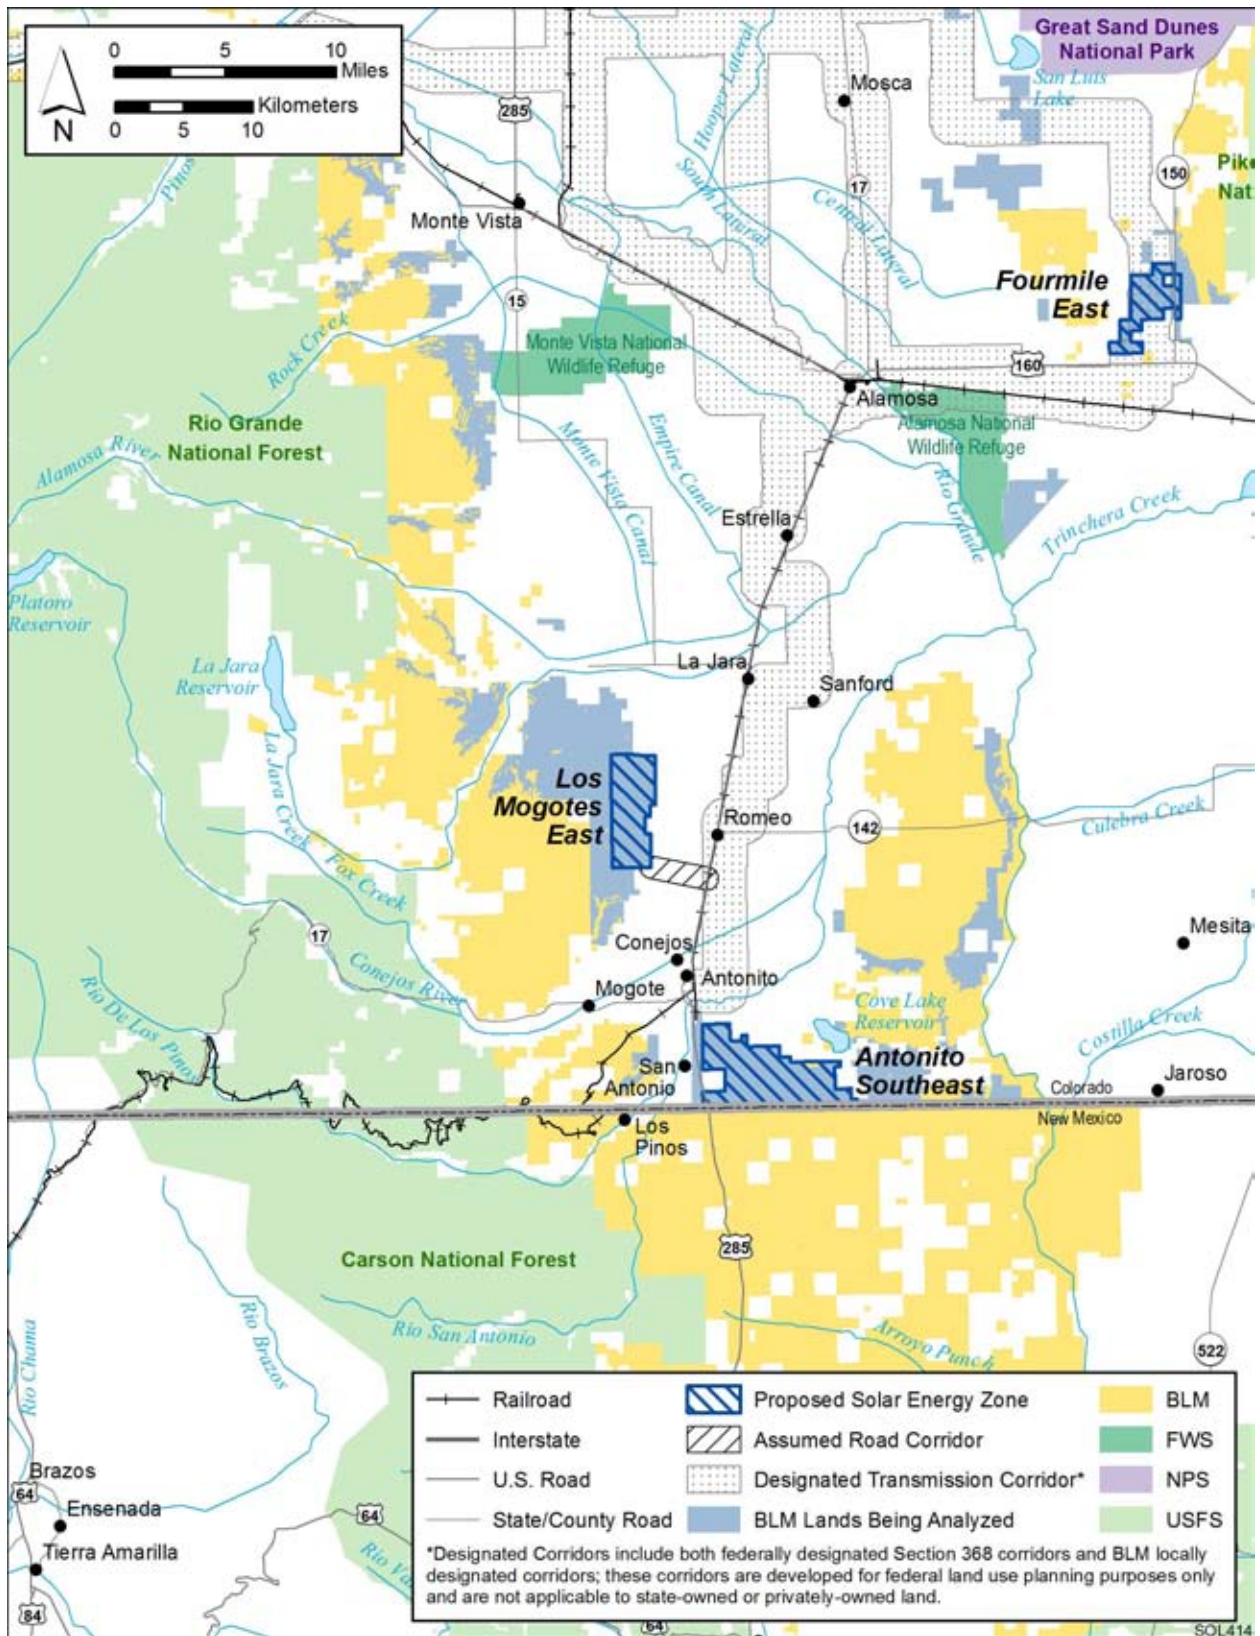 0 5 10
Miles
Kilometers
0 5 10
N
Great Sand Dunes
National Park
San Luis
Lake
285
Mosca
Hooper Lateral
Pinos
South Lateral
17
Central Lateral
150
Monte Vista
15
Fourmile
East
Rock Creek
Monte Vista National
Wildlife Refuge
160
Alamosa
Alamosa National
Wildlife Refuge
Rio Grande
National Forest
Alamosa River
Monte Vista Canal
Empire Canal
Rio Grande
Trinchera Creek
Estrella
Platoro
Reservoir
La Jara
Reservoir
La Jara
Sanford
La Jara Creek
Los
Mogotes
East
Romeo
142
Culebra Creek
Fox Creek
17
Conejos
Mesita
Conejos River
Mogote
Antonito
Rio De Los Pinos
Cove Lake
Reservoir
Costilla Creek
San
Antonio
Antonito
Southeast
Colorado
Jaroso
New Mexico
Los
Pinos
285
Carson National Forest
Rio Brazos
Rio San Antonio
Arroyo Punch
Rio Chama
522
Brazos
64
Ensenada
64
Tierra Amarilla
84
64
Railroad
Interstate
U.S. Road
State/County Road
Proposed Solar Energy Zone
Assumed Road Corridor
Designated Transmission Corridor*
BLM Lands Being Analyzed
BLM
FWS
NPS
USFS
*Designated Corridors include both federally designated Section 368 corridors and BLM locally
designated corridors; these corridors are developed for federal land use planning purposes only
and are not applicable to state-owned or privately-owned land.
SOL414